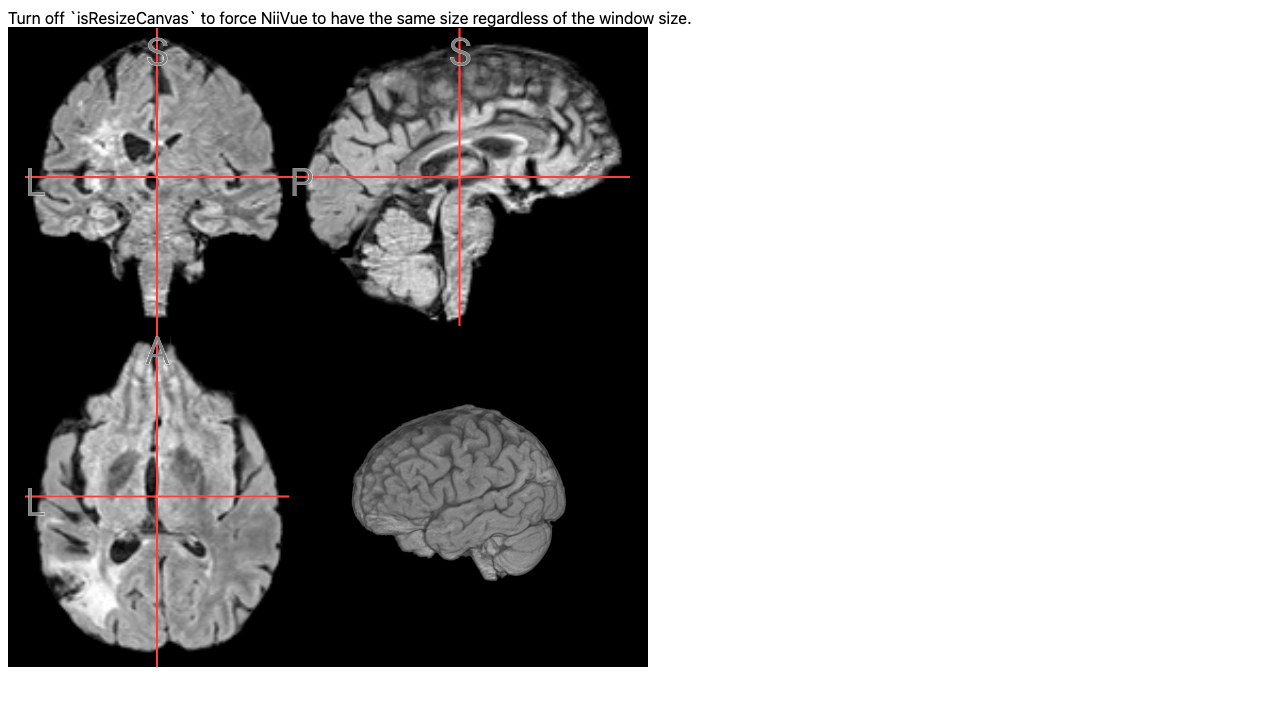 Turn off `isResizeCanvas` to force NiiVue to have the same size regardless of the window size.
S
S
L
P
A
L